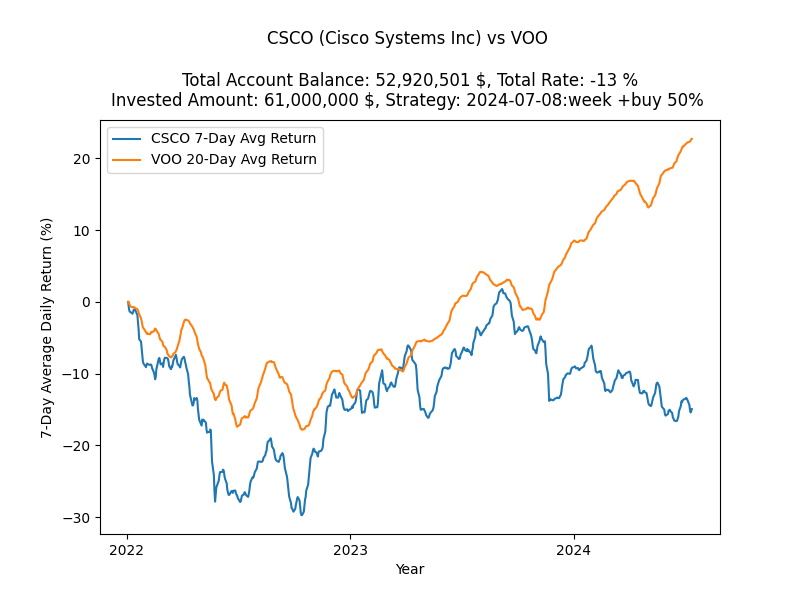 CSCO (Cisco Systems Inc) vs VOO
Total Account Balance: 52,920,501 $, Total Rate: -13 %
Invested Amount: 61,000,000 $, Strategy: 2024-07-08:week +buy 50%
CSCO 7-Day Avg Return
VOO 20-Day Avg Return
7-Day Average Daily Return (%)
20
10
0
−10
−20
−30
2022
2023
2024
Year